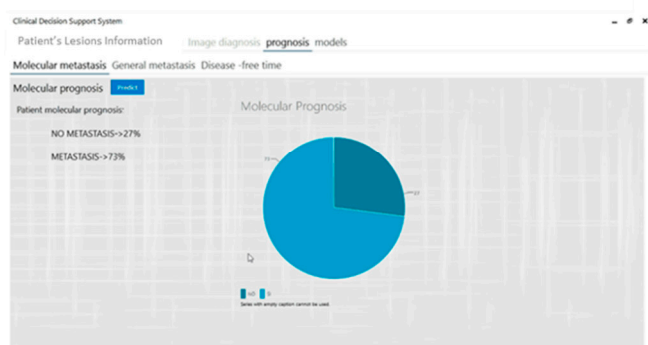 Clinical Decision Support System
Patient's Lesions Information
Image diagnosis prognosis models
Molecular metastasis General metastasis Disease -free time
Molecular prognosis Predict
Patient molecular prognosis:
Molecular Prognosis
NO METASTASIS->27%
METASTASIS->73%
73
27
Series with empty caption cannot be used.